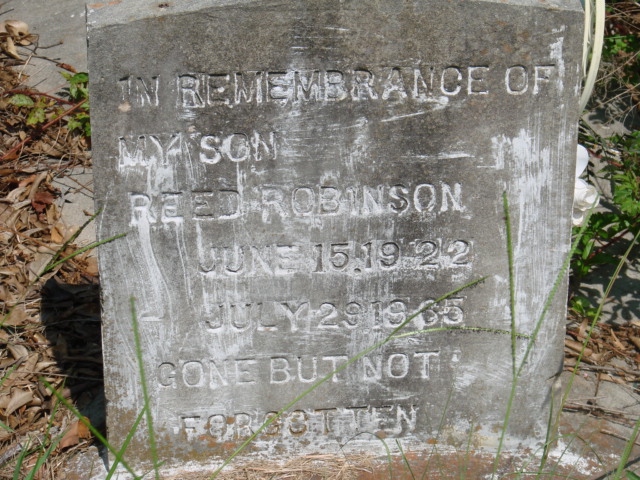 IN REMEMBRANCE OF
MY SON
REED ROBINSON
JUNE 15,1922
JULY 29 1965
GONE BUT NOT
FORGOTTEN